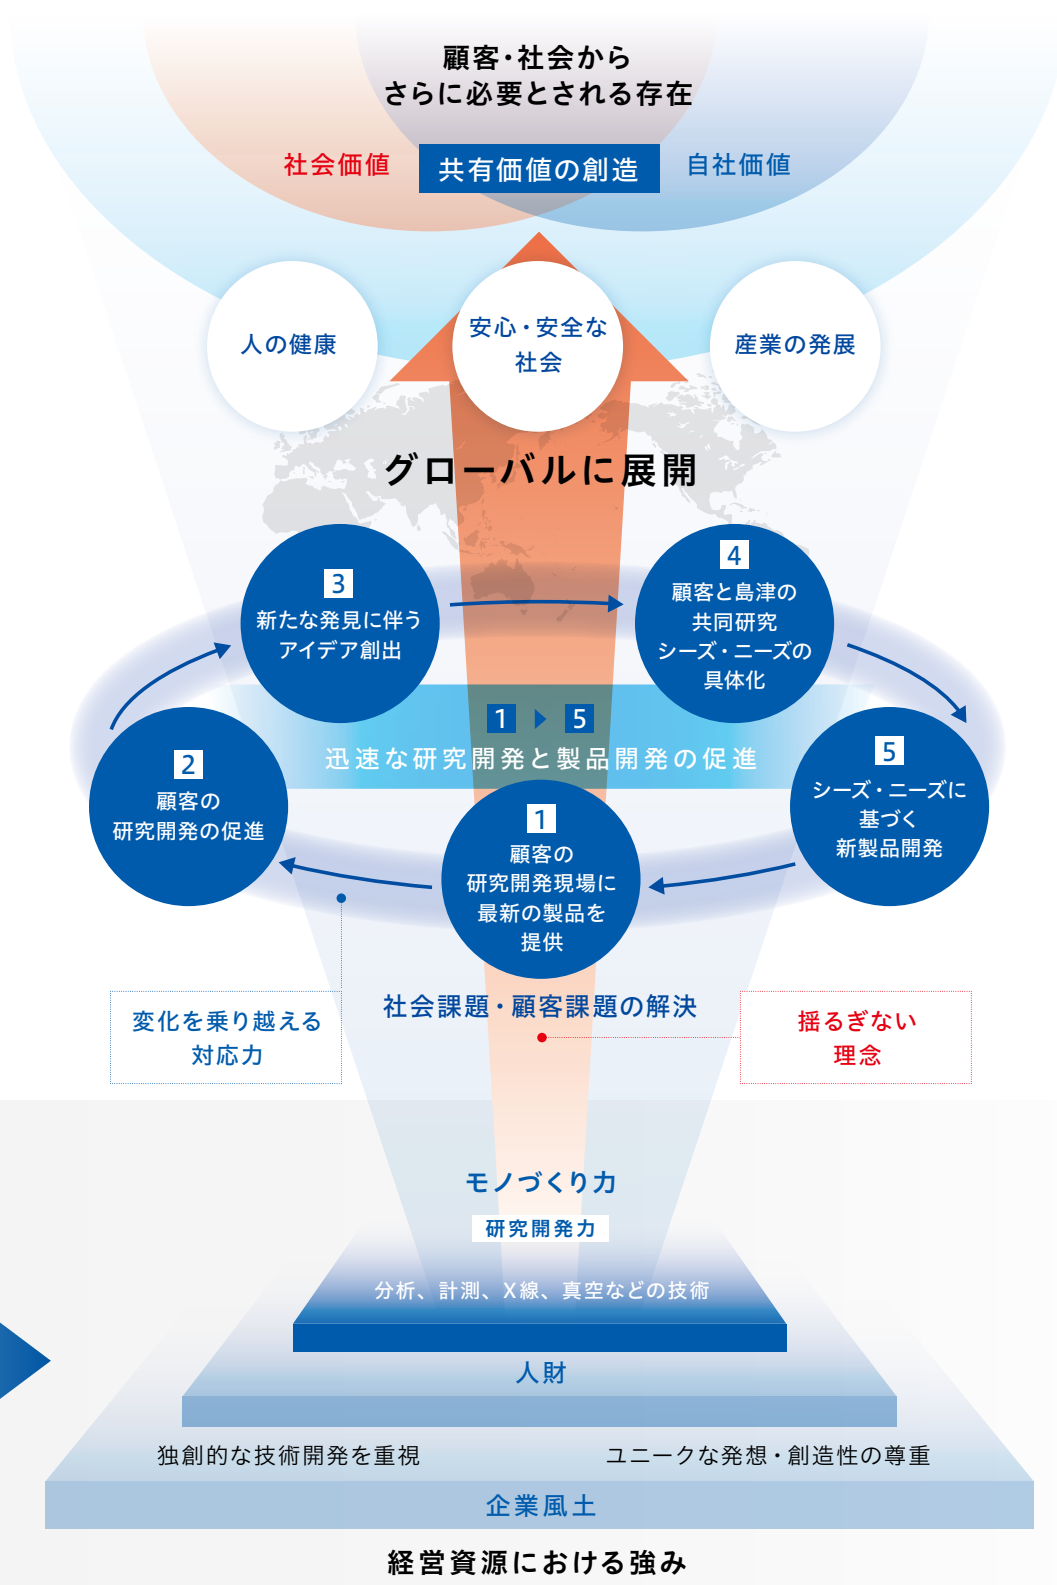 顧客・社会から
さらに必要とされる存在
社会価値
共有価値の創造
自社価値
人の健康
安心・安全な
社会
産業の発展
グローバルに展開
3
新たな発見に伴う
アイデア創出
4
顧客と島津の
共同研究
シーズ・ニーズの
具体化
1 5
迅速な研究開発と製品開発の促進
2
顧客の
研究開発の促進
5
シーズ・ニーズに
基づく
新製品開発
1
顧客の
研究開発現場に
最新の製品を
提供
社会課題・顧客課題の解決
変化を乗り越える
対応力
揺るぎない
理念
モノづくり力
研究開発力
分析、計測、X線、真空などの技術
人財
独創的な技術開発を重視
ユニークな発想・創造性の尊重
企業風土
経営資源における強み